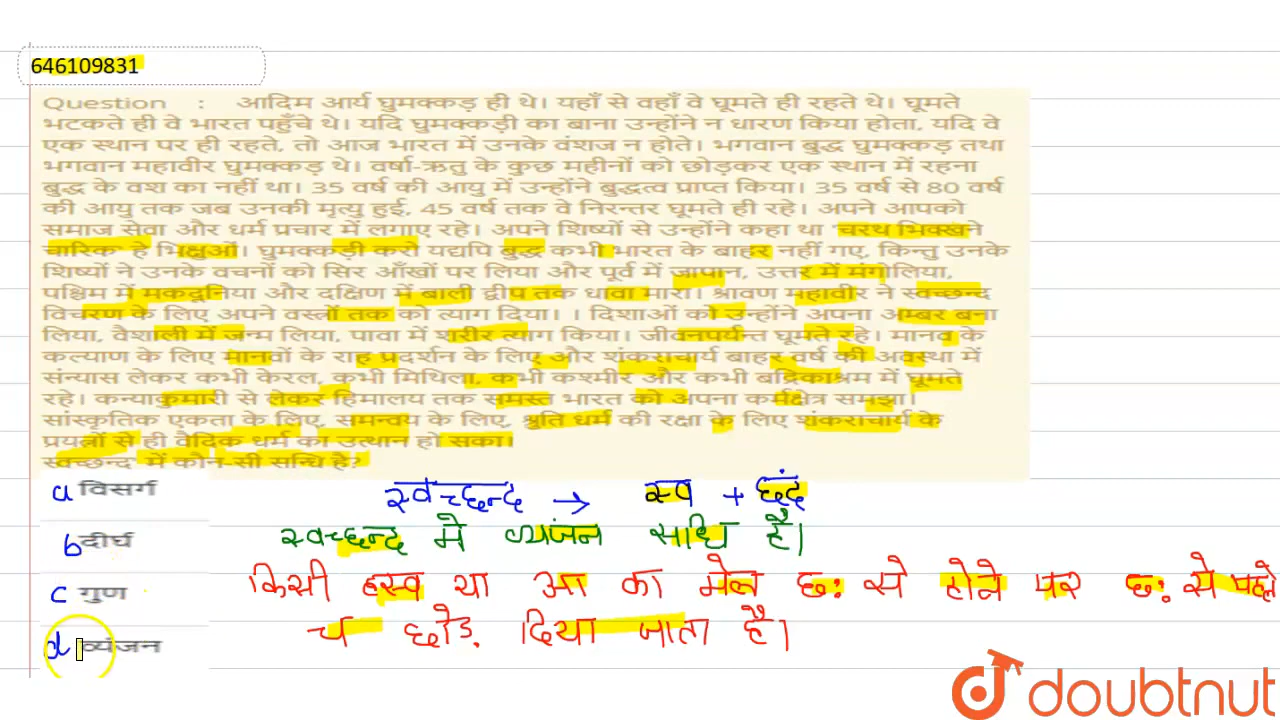 646109831
Question : आदिम आर्य घुमक्कड़ ही थे। यहाँ से वहाँ वे घूमते ही रहते थे। घूमते
भटकते ही वे भारत पहुँचे थे। यदि घुमक्कड़ी का बाना उन्होंने न धारण किया होता, यदि वे
एक स्थान पर ही रहते, तो आज भारत में उनके वंशज न होते। भगवान बुद्ध घुमक्कड़ तथा
भगवान महावीर घुमक्कड़ थे। वर्षा-ऋतु के कुछ महीनों को छोड़कर एक स्थान में रहना
बुद्ध के वश का नहीं था। 35 वर्ष की आयु में उन्होंने बुद्धत्व प्राप्त किया। 35 वर्ष से 80 वर्ष
की आयु तक जब उनकी मृत्यु हुई, 45 वर्ष तक वे निरन्तर घूमते ही रहे। अपने आपको
समाज सेवा और धर्म प्रचार में लगाए रहे। अपने शिष्यों से उन्होंने कहा था 'चरथ भिक्खने
चारिक' है भिक्षुओं। घुमक्कड़ी करो यद्यपि बुद्ध कभी भारत के बाहर नहीं गए, किन्तु उनके
शिष्यों ने उनके वचनों को सिर आँखों पर लिया और पूर्व में जापान, उत्तर में मंगोलिया,
पश्चिम में मकदूनिया और दक्षिण में बाली द्वीप तक धावा मारा। श्रावण महावीर ने स्वच्छन्द
विचरण के लिए अपने वस्त्रों तक को त्याग दिया। । दिशाओं को उन्होंने अपना अम्बर बना
लिया, वैशाली में जन्म लिया, पावा में शरीर त्याग किया। जीवनपर्यन्त घूमते रहे। मानव के
कल्याण के लिए मानवों के राह प्रदर्शन के लिए और शंकराचार्य बाहर वर्ष की अवस्था में
संन्यास लेकर कभी केरल, कभी मिथिला, कभी कश्मीर और कभी बद्रिकाश्रम में घूमते
रहे। कन्याकुमारी से लेकर हिमालय तक समस्त भारत को अपना कर्मक्षेत्र समझा।
सांस्कृतिक एकता के लिए, समन्वय के लिए, श्रुति धर्म की रक्षा के लिए शंकराचार्य के
प्रयत्नों से ही वैदिक धर्म का उत्थान हो सका।
स्वच्छन्द' में कौन-सी सन्धि है?
a विसर्ग
स्वच्छन्द → स्व + छंद
b दीर्घ
स्वच्छन्द में व्यंजन संधि है।
c गुण
किसी ह्रस्व या आ का मेल छः से होने पर छः से पहले
च छोड़ दिया जाता है।
d व्यंजन
doubtnut